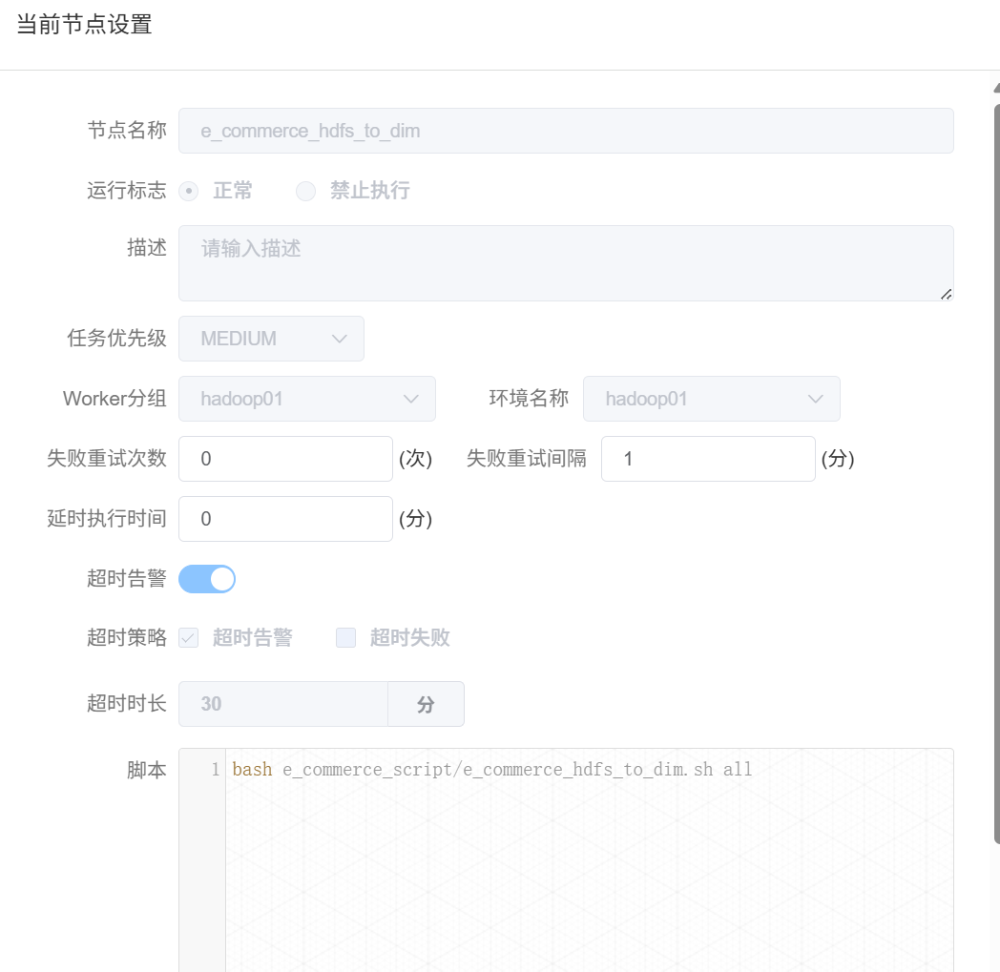 当前节点设置
节点名称 e_commerce_hdfs_to_dim
运行标志 正常 禁止执行
描述 请输入描述
任务优先级 MEDIUM
Worker分组 hadoop01 环境名称 hadoop01
失败重试次数 0 (次) 失败重试间隔 1 (分)
延时执行时间 0 (分)
超时告警
超时策略 超时告警 超时失败
超时时长 30 分
脚本 1 bash e_commerce_script/e_commerce_hdfs_to_dim.sh all